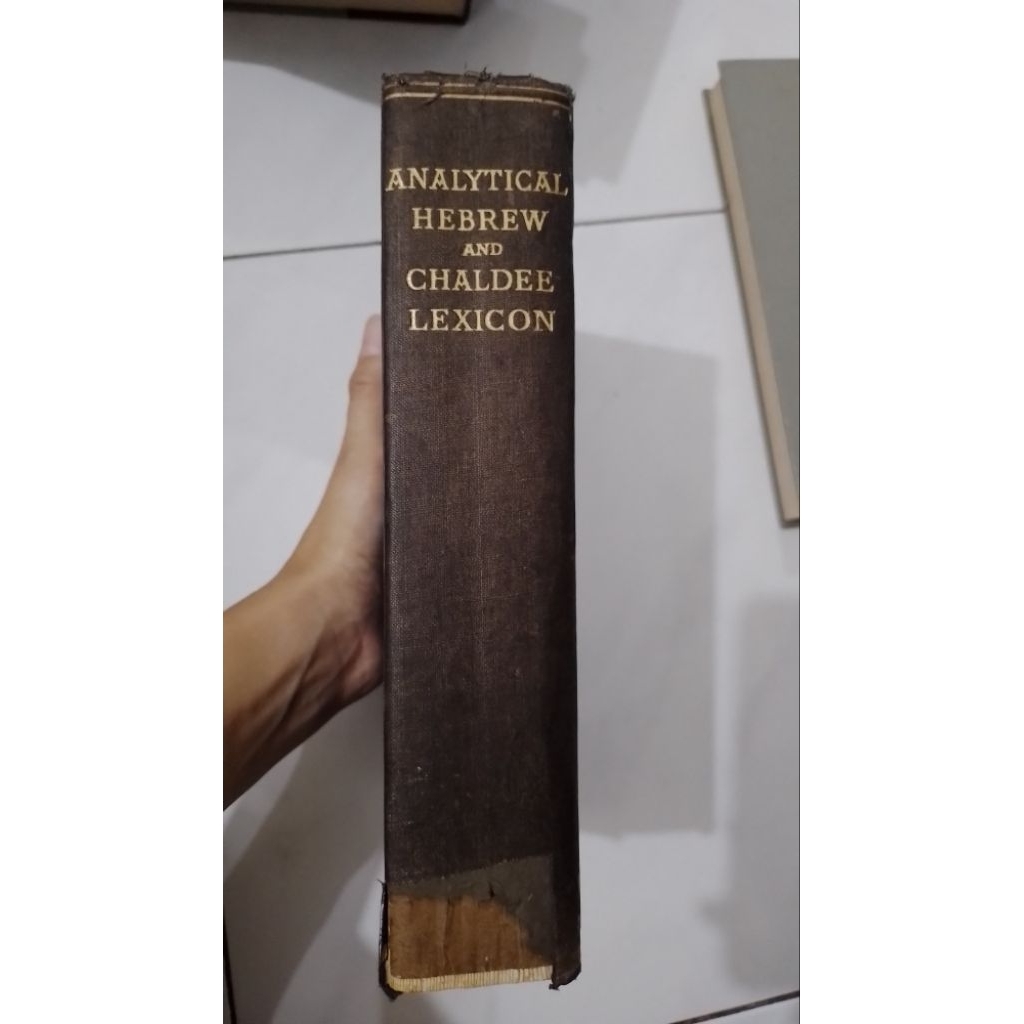 ANALYTICAL
HEBREW
AND
CHALDEE
LEXICON